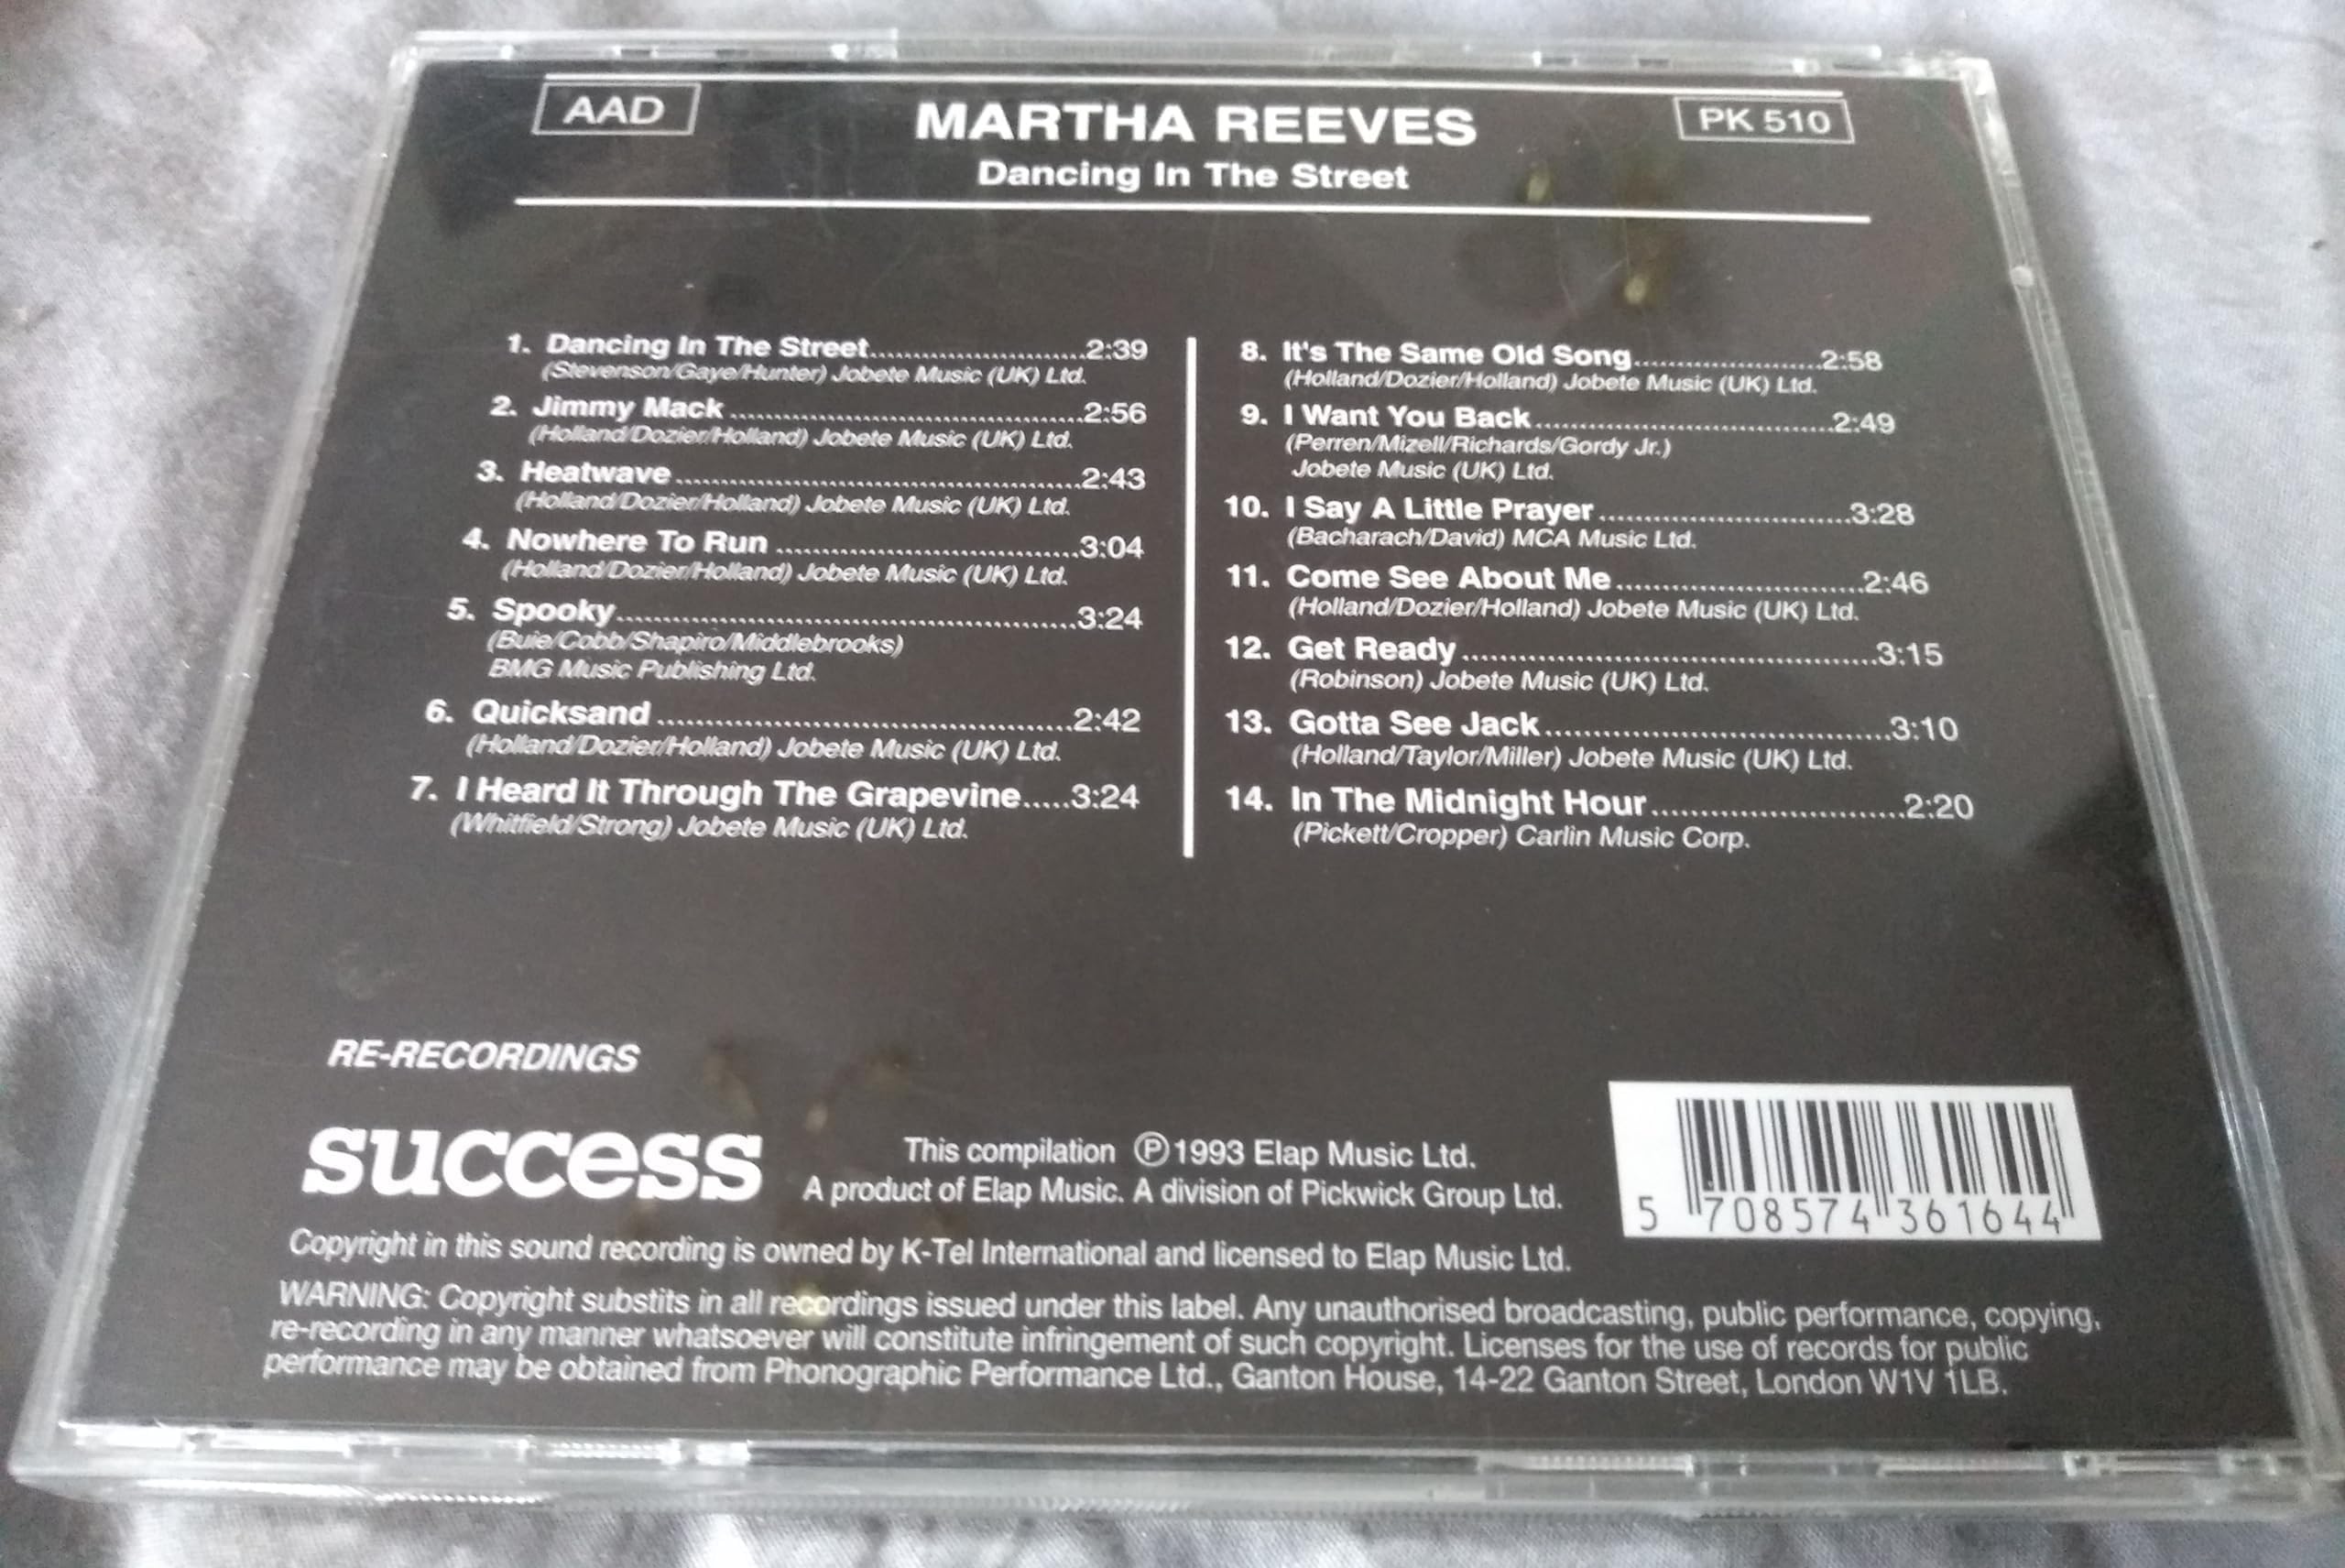 AAD
MARTHA REEVES
PK 510
Dancing In The Street
1. Dancing In The Street........................2:39
(Stevenson/Gaye/Hunter) Jobete Music (UK) Ltd.
2. Jimmy Mack........................2:56
(Holland/Dozier/Holland) Jobete Music (UK) Ltd.
3. Heatwave........................2:43
(Holland/Dozier/Holland) Jobete Music (UK) Ltd.
4. Nowhere To Run........................3:04
(Holland/Dozier/Holland) Jobete Music (UK) Ltd.
5. Spooky........................3:24
(Buie/Cobb/Shapiro/Middlebrooks)
BMG Music Publishing Ltd.
6. Quicksand........................2:42
(Holland/Dozier/Holland) Jobete Music (UK) Ltd.
7. I Heard It Through The Grapevine.....3:24
(Whitfield/Strong) Jobete Music (UK) Ltd.
8. It's The Same Old Song........................2:58
(Holland/Dozier/Holland) Jobete Music (UK) Ltd.
9. I Want You Back........................2:49
(Perren/Mizell/Richards/Gordy Jr.)
Jobete Music (UK) Ltd.
10. I Say A Little Prayer........................3:28
(Bacharach/David) MCA Music Ltd.
11. Come See About Me........................2:46
(Holland/Dozier/Holland) Jobete Music (UK) Ltd.
12. Get Ready........................3:15
(Robinson) Jobete Music (UK) Ltd.
13. Gotta See Jack........................3:10
(Holland/Taylor/Miller) Jobete Music (UK) Ltd.
14. In The Midnight Hour........................2:20
(Pickett/Cropper) Carlin Music Corp.
RE-RECORDINGS
success
This compilation Ⓟ1993 Elap Music Ltd.
A product of Elap Music. A division of Pickwick Group Ltd.
5 708574 361644
Copyright in this sound recording is owned by K-Tel International and licensed to Elap Music Ltd.
WARNING: Copyright substits in all recordings issued under this label. Any unauthorised broadcasting, public performance, copying,
re-recording in any manner whatsoever will constitute infringement of such copyright. Licenses for the use of records for public
performance may be obtained from Phonographic Performance Ltd., Ganton House, 14-22 Ganton Street, London W1V 1LB.